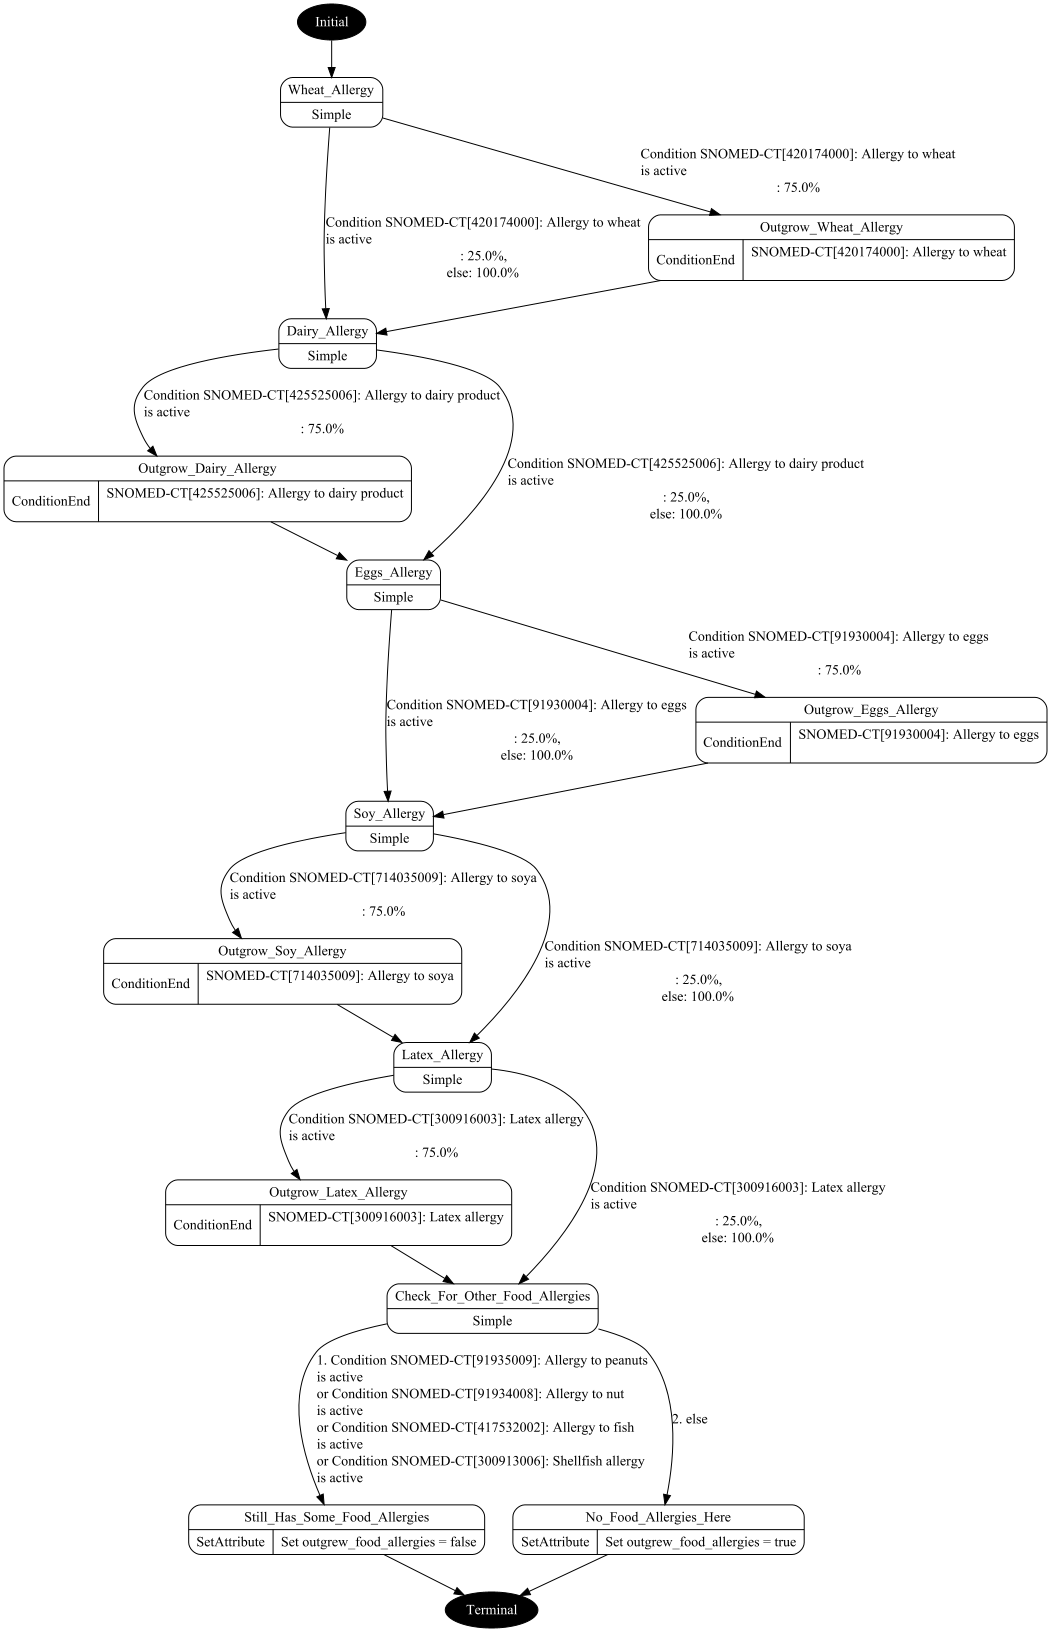 Initial
Wheat_Allergy
Simple
Condition SNOMED-CT[420174000]: Allergy to wheat
is active
: 75.0%
Condition SNOMED-CT[420174000]: Allergy to wheat
is active
: 25.0%,
else: 100.0%
Outgrow_Wheat_Allergy
ConditionEnd
SNOMED-CT[420174000]: Allergy to wheat
Dairy_Allergy
Simple
Condition SNOMED-CT[425525006]: Allergy to dairy product
is active
: 75.0%
Condition SNOMED-CT[425525006]: Allergy to dairy product
is active
: 25.0%,
else: 100.0%
Outgrow_Dairy_Allergy
ConditionEnd
SNOMED-CT[425525006]: Allergy to dairy product
Eggs_Allergy
Simple
Condition SNOMED-CT[91930004]: Allergy to eggs
is active
: 75.0%
Condition SNOMED-CT[91930004]: Allergy to eggs
is active
: 25.0%,
else: 100.0%
Outgrow_Eggs_Allergy
ConditionEnd
SNOMED-CT[91930004]: Allergy to eggs
Soy_Allergy
Simple
Condition SNOMED-CT[714035009]: Allergy to soya
is active
: 75.0%
Condition SNOMED-CT[714035009]: Allergy to soya
is active
: 25.0%,
else: 100.0%
Outgrow_Soy_Allergy
ConditionEnd
SNOMED-CT[714035009]: Allergy to soya
Latex_Allergy
Simple
Condition SNOMED-CT[300916003]: Latex allergy
is active
: 75.0%
Condition SNOMED-CT[300916003]: Latex allergy
is active
: 25.0%,
else: 100.0%
Outgrow_Latex_Allergy
ConditionEnd
SNOMED-CT[300916003]: Latex allergy
Check_For_Other_Food_Allergies
Simple
1. Condition SNOMED-CT[91935009]: Allergy to peanuts
is active
or Condition SNOMED-CT[91934008]: Allergy to nut
is active
or Condition SNOMED-CT[417532002]: Allergy to fish
is active
or Condition SNOMED-CT[300913006]: Shellfish allergy
is active
2. else
Still_Has_Some_Food_Allergies
SetAttribute
Set outgrew_food_allergies = false
No_Food_Allergies_Here
SetAttribute
Set outgrew_food_allergies = true
Terminal